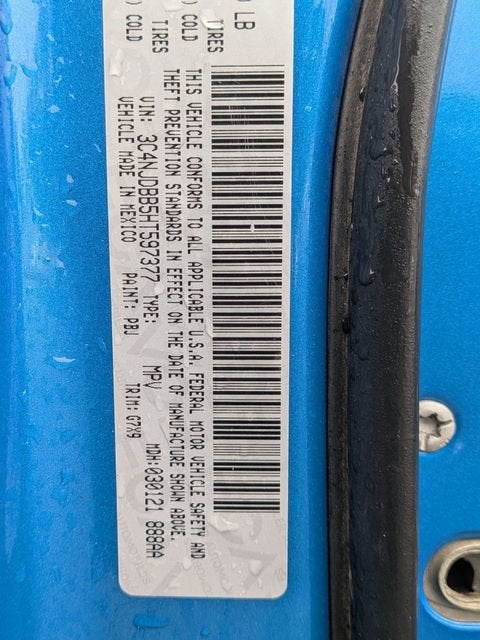 LB
TIRES TIRES
) COLD ) COLD
THIS VEHICLE CONFORMS TO ALL APPLICABLE U.S.A. FEDERAL MOTOR VEHICLE SAFETY AND
THEFT PREVENTION STANDARDS IN EFFECT ON THE DATE OF MANUFACTURE SHOWN ABOVE.
VIN: 3C4NJDBB5HT597377 TYPE: MPV MDH:030121 888AA
VEHICLE MADE IN MEXICO PAINT: PBJ TRIM: G7X9